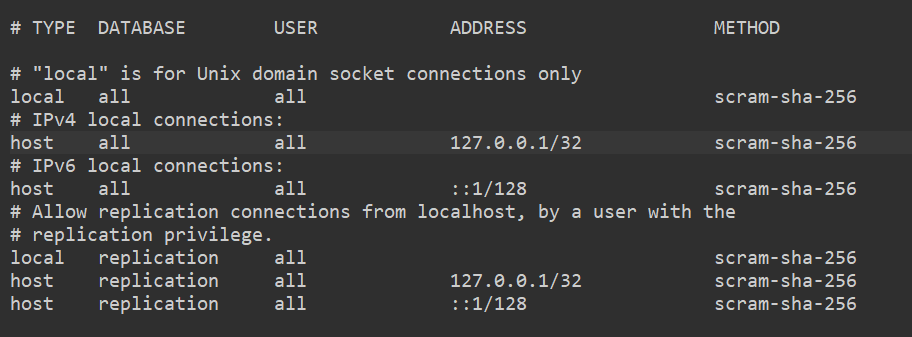 # TYPE  DATABASE        USER            ADDRESS                 METHOD
# "local" is for Unix domain socket connections only
local   all             all                                     scram-sha-256
# IPv4 local connections:
host    all             all             127.0.0.1/32            scram-sha-256
# IPv6 local connections:
host    all             all             ::1/128                 scram-sha-256
# Allow replication connections from localhost, by a user with the
# replication privilege.
local   replication     all                                     scram-sha-256
host    replication     all             127.0.0.1/32            scram-sha-256
host    replication     all             ::1/128                 scram-sha-256